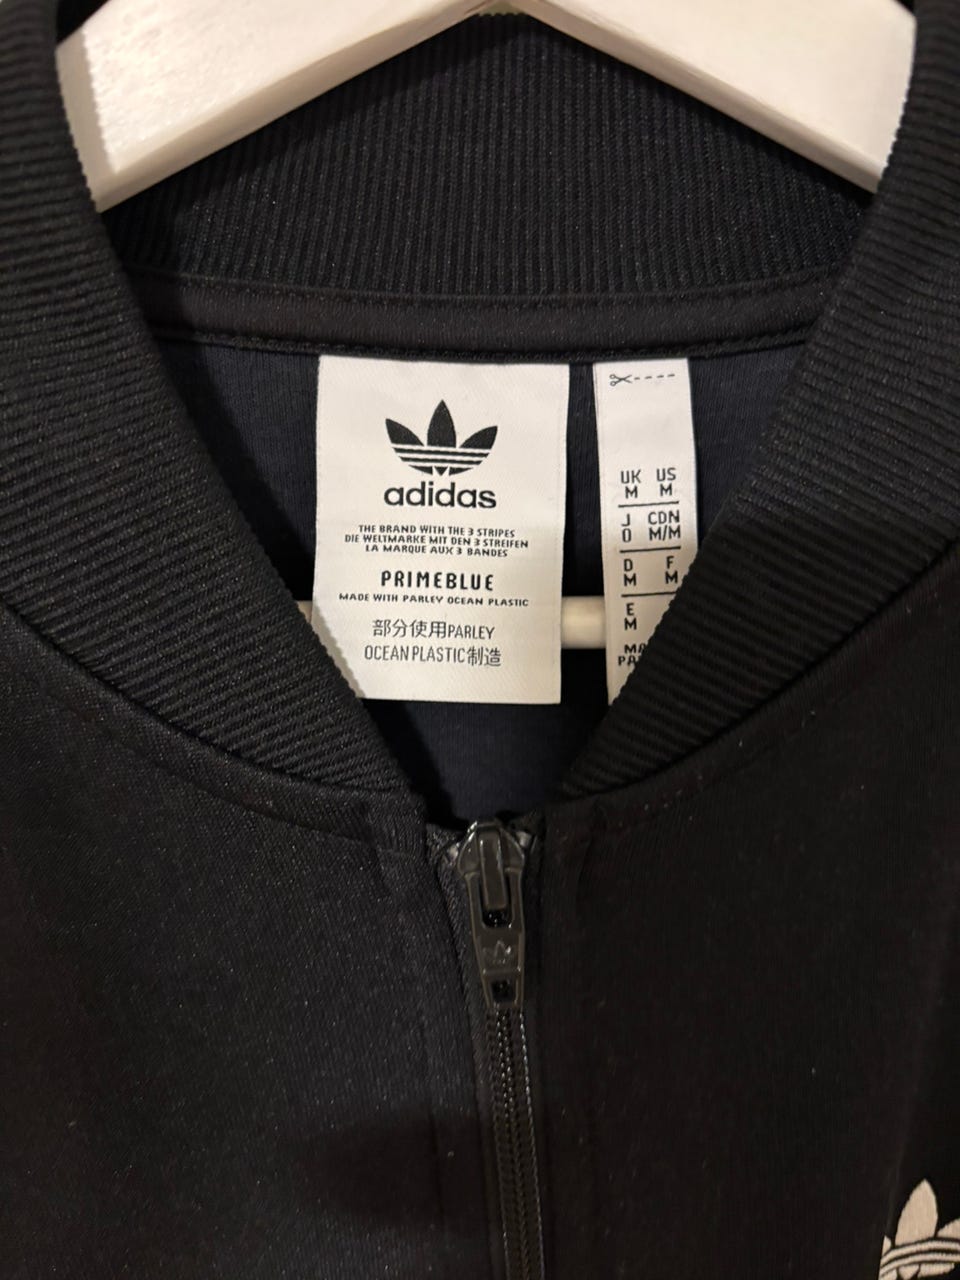 adidas
THE BRAND WITH THE 3 STRIPES
DIE WELTMARKE MIT DEN 3 STREIFEN
LA MARQUE AUX 3 BANDES
PRIMEBLUE
MADE WITH PARLEY OCEAN PLASTIC
部分使用PARLEY
OCEAN PLASTIC制造
UK US
M M
J CDN
O M/M
D F
M M
E
M